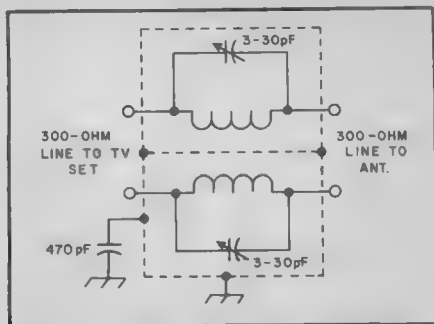 3-30pF
300-OHM
LINE TO TV
SET
300-OHM
LINE TO
ANT.
470pF
3-30pF